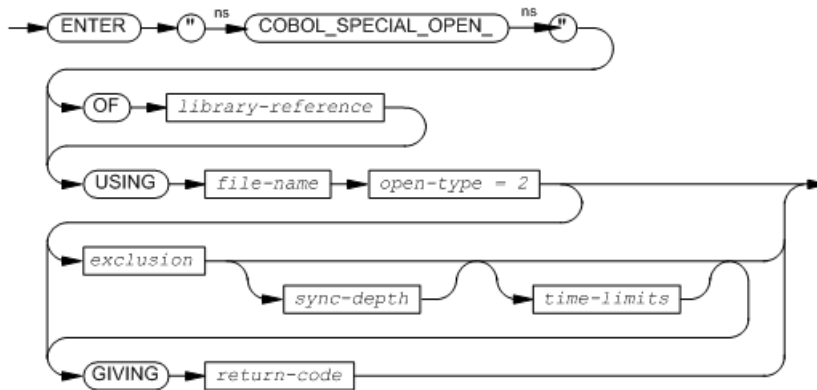 ENTER " ns COBOL_SPECIAL_OPEN_ ns "
OF library-reference
USING file-name open-type = 2
exclusion
sync-depth time-limits
GIVING return-code